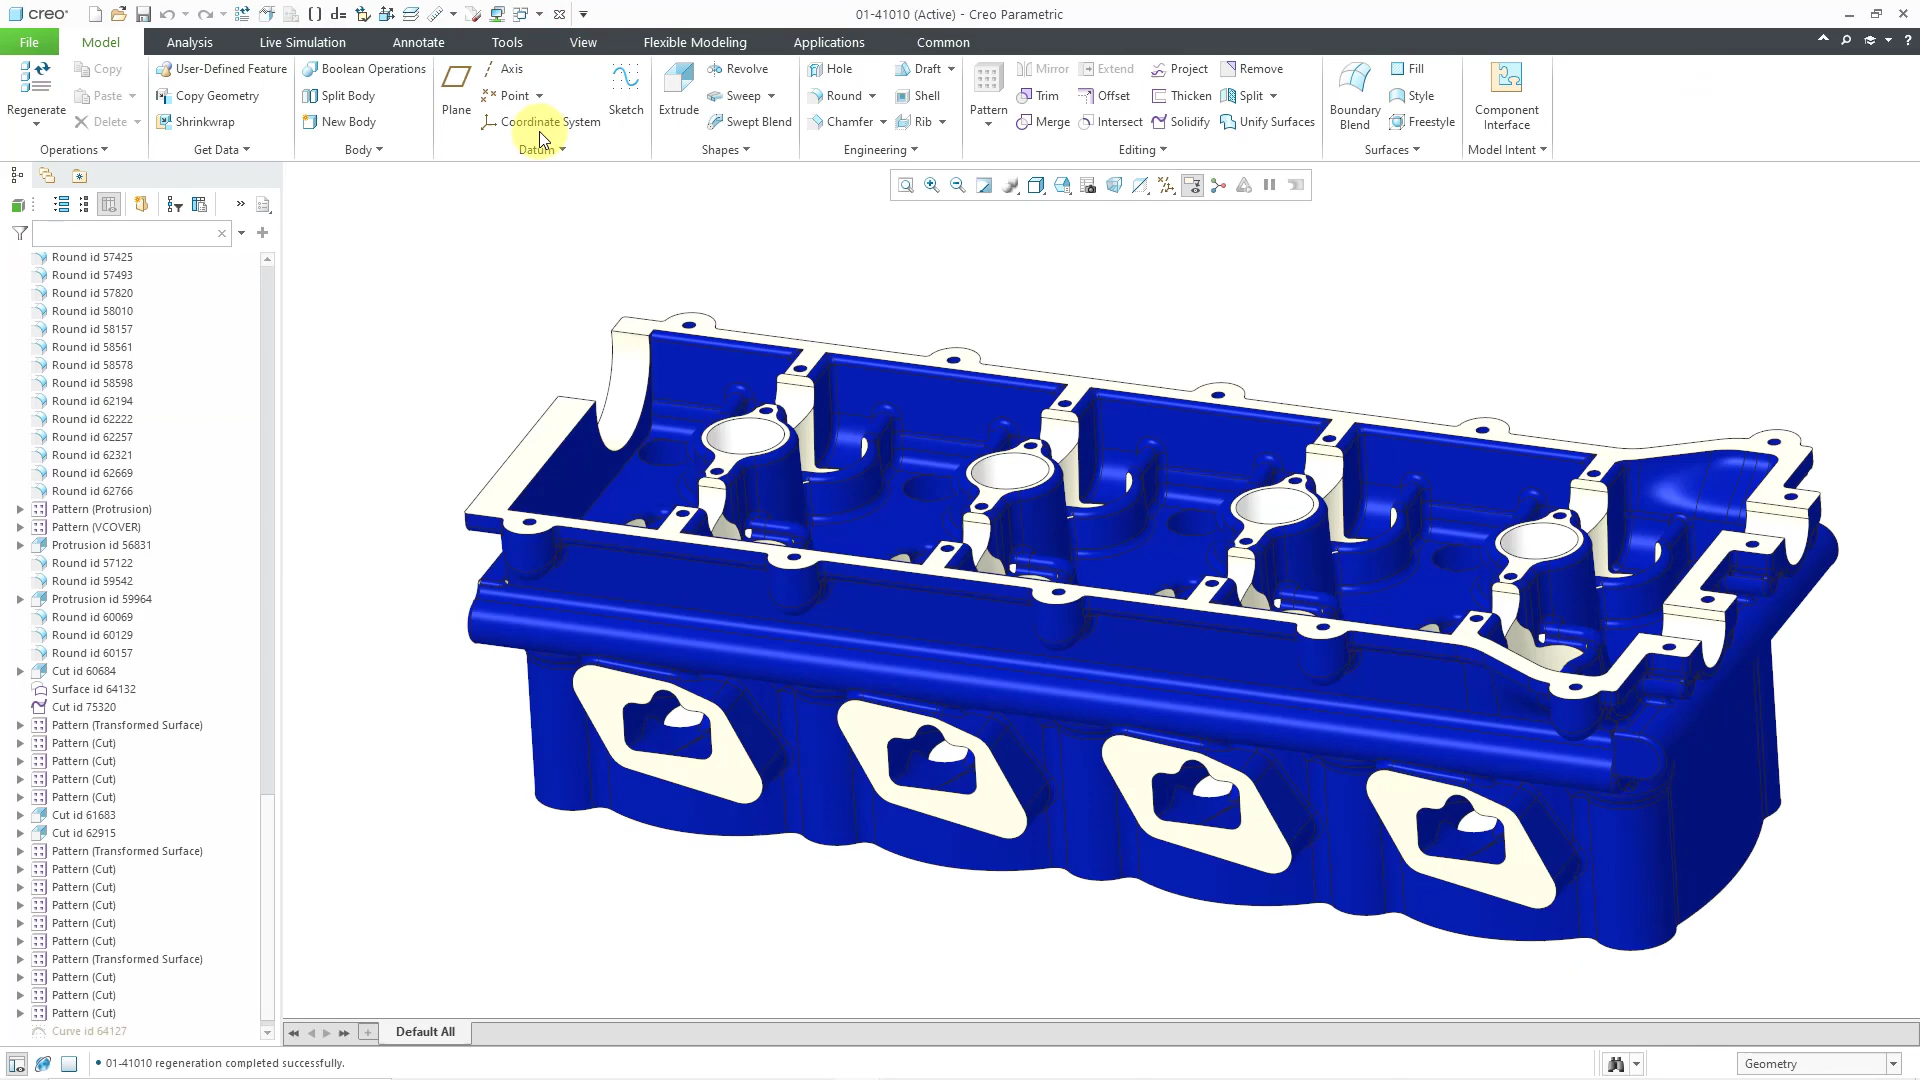 creo
01-41010 (Active) - Creo Parametric
File Model Analysis Live Simulation Annotate Tools View Flexible Modeling Applications Common
Regenerate
Copy
Paste
Delete
Operations
User-Defined Feature
Copy Geometry
Shrinkwrap
Get Data
Boolean Operations
Split Body
New Body
Body
Plane
Axis
Point
Coordinate System
Sketch
Datum
Extrude
Revolve
Sweep
Swept Blend
Shapes
Hole
Round
Chamfer
Draft
Shell
Rib
Engineering
Pattern
Mirror
Trim
Merge
Extend
Offset
Intersect
Project
Thicken
Solidify
Remove
Split
Unify Surfaces
Editing
Boundary
Blend
Fill
Style
Freestyle
Surfaces
Component
Interface
Model Intent
Round id 57425
Round id 57493
Round id 57820
Round id 58010
Round id 58157
Round id 58561
Round id 58578
Round id 58598
Round id 62194
Round id 62222
Round id 62257
Round id 62321
Round id 62669
Round id 62766
Pattern (Protrusion)
Pattern (VCOVER)
Protrusion id 56831
Round id 57122
Round id 59542
Protrusion id 59964
Round id 60069
Round id 60129
Round id 60157
Cut id 60684
Surface id 64132
Cut id 75320
Pattern (Transformed Surface)
Pattern (Cut)
Pattern (Cut)
Pattern (Cut)
Pattern (Cut)
Cut id 61683
Cut id 62915
Pattern (Transformed Surface)
Pattern (Cut)
Pattern (Cut)
Pattern (Cut)
Pattern (Cut)
Pattern (Cut)
Pattern (Transformed Surface)
Pattern (Cut)
Pattern (Cut)
Pattern (Cut)
Curve id 64127
Default All
• 01-41010 regeneration completed successfully.
Geometry